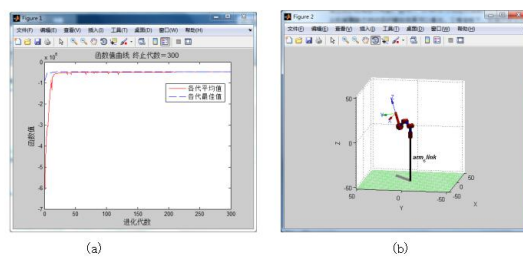 Figure 1
文件(F) 编辑(E) 查看(V) 插入(I) 工具(T) 桌面(D) 窗口(W) 帮助(H)
函数值曲线 终止代数=300
0
-1
-2
-3
-4
-5
-6
-7
函数值
各代平均值
各代最佳值
0 50 100 150 200 250 300
进化代数
(a)
Figure 2
文件(F) 编辑(E) 查看(V) 插入(I) 工具(T) 桌面(D) 窗口(W) 帮助(H)
50
0
-50
Z
arm_link
50
0
-50
Y
50
0
-50
X
(b)